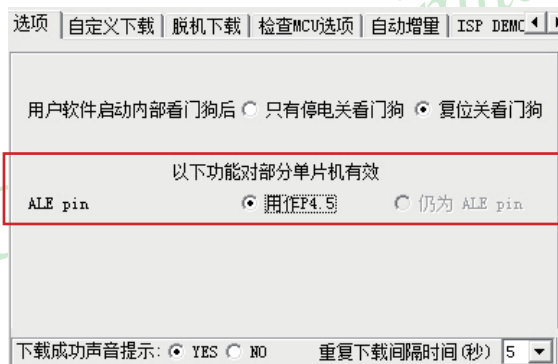 选项 自定义下载 脱机下载 检查MCU选项 自动增量 ISP DEMO
用户软件启动内部看门狗后 只有停电关看门狗 复位关看门狗
以下功能对部分单片机有效
ALE pin 用作P4.5 仍为 ALE pin
下载成功声音提示: YES NO 重复下载间隔时间(秒) 5